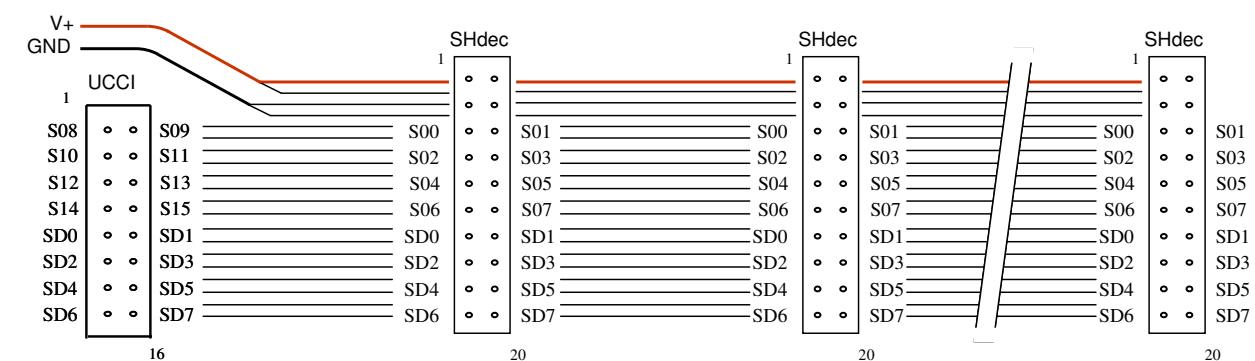 V+
GND
UCCI
SHdec
SHdec
SHdec
1
1
1
1
S08 S09 S00 S01 S00 S01 S00 S01
S10 S11 S02 S03 S02 S03 S02 S03
S12 S13 S04 S05 S04 S05 S04 S05
S14 S15 S06 S07 S06 S07 S06 S07
SD0 SD1 SD0 SD1 SD0 SD1 SD0 SD1
SD2 SD3 SD2 SD3 SD2 SD3 SD2 SD3
SD4 SD5 SD4 SD5 SD4 SD5 SD4 SD5
SD6 SD7 SD6 SD7 SD6 SD7 SD6 SD7
16 20 20 20